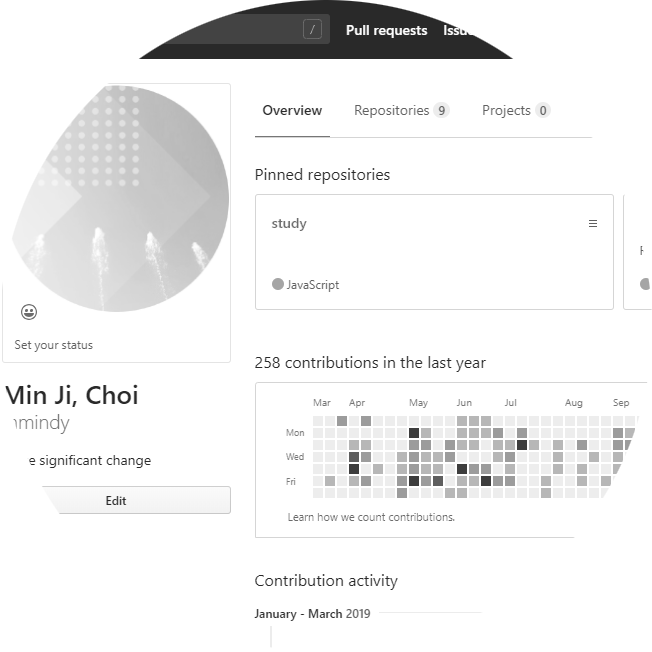 / Pull requests
Overview Repositories 9 Projects 0
Pinned repositories
study
JavaScript
Set your status
258 contributions in the last year
Min Ji, Choi
Mar Apr May Jun Jul Aug Sep
Mon
significant change
Wed
Fri
Edit
Learn how we count contributions.
Contribution activity
January - March 2019